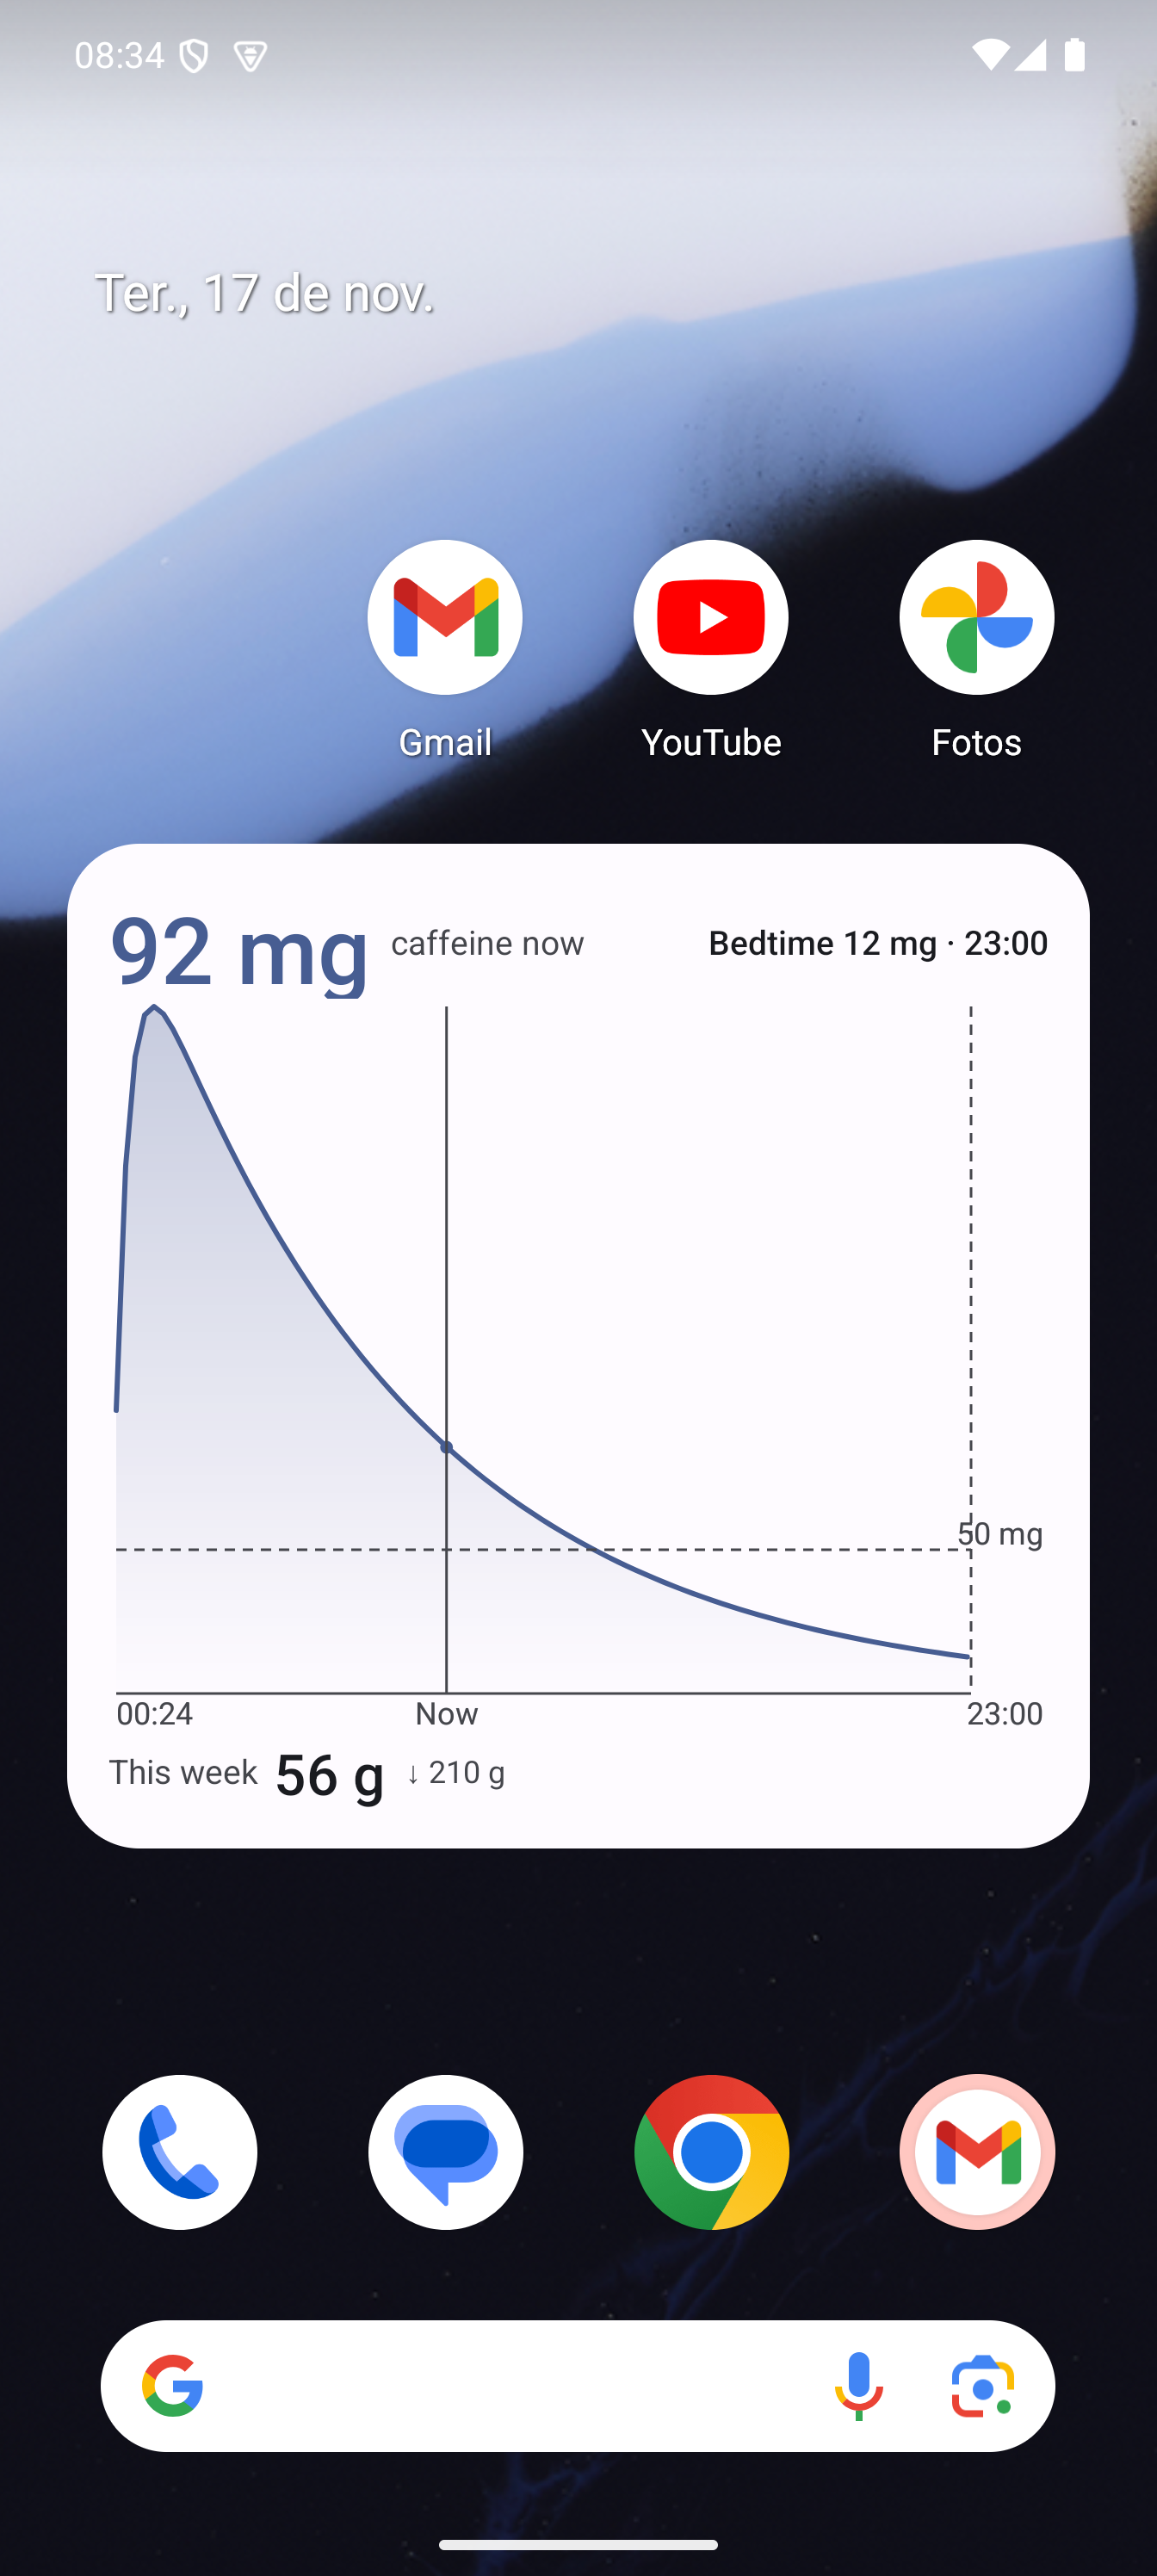 08:34
Ter., 17 de nov.
Gmail YouTube Fotos
92 mg caffeine now Bedtime 12 mg · 23:00
50 mg
00:24 Now 23:00
This week 56 g ↓ 210 g